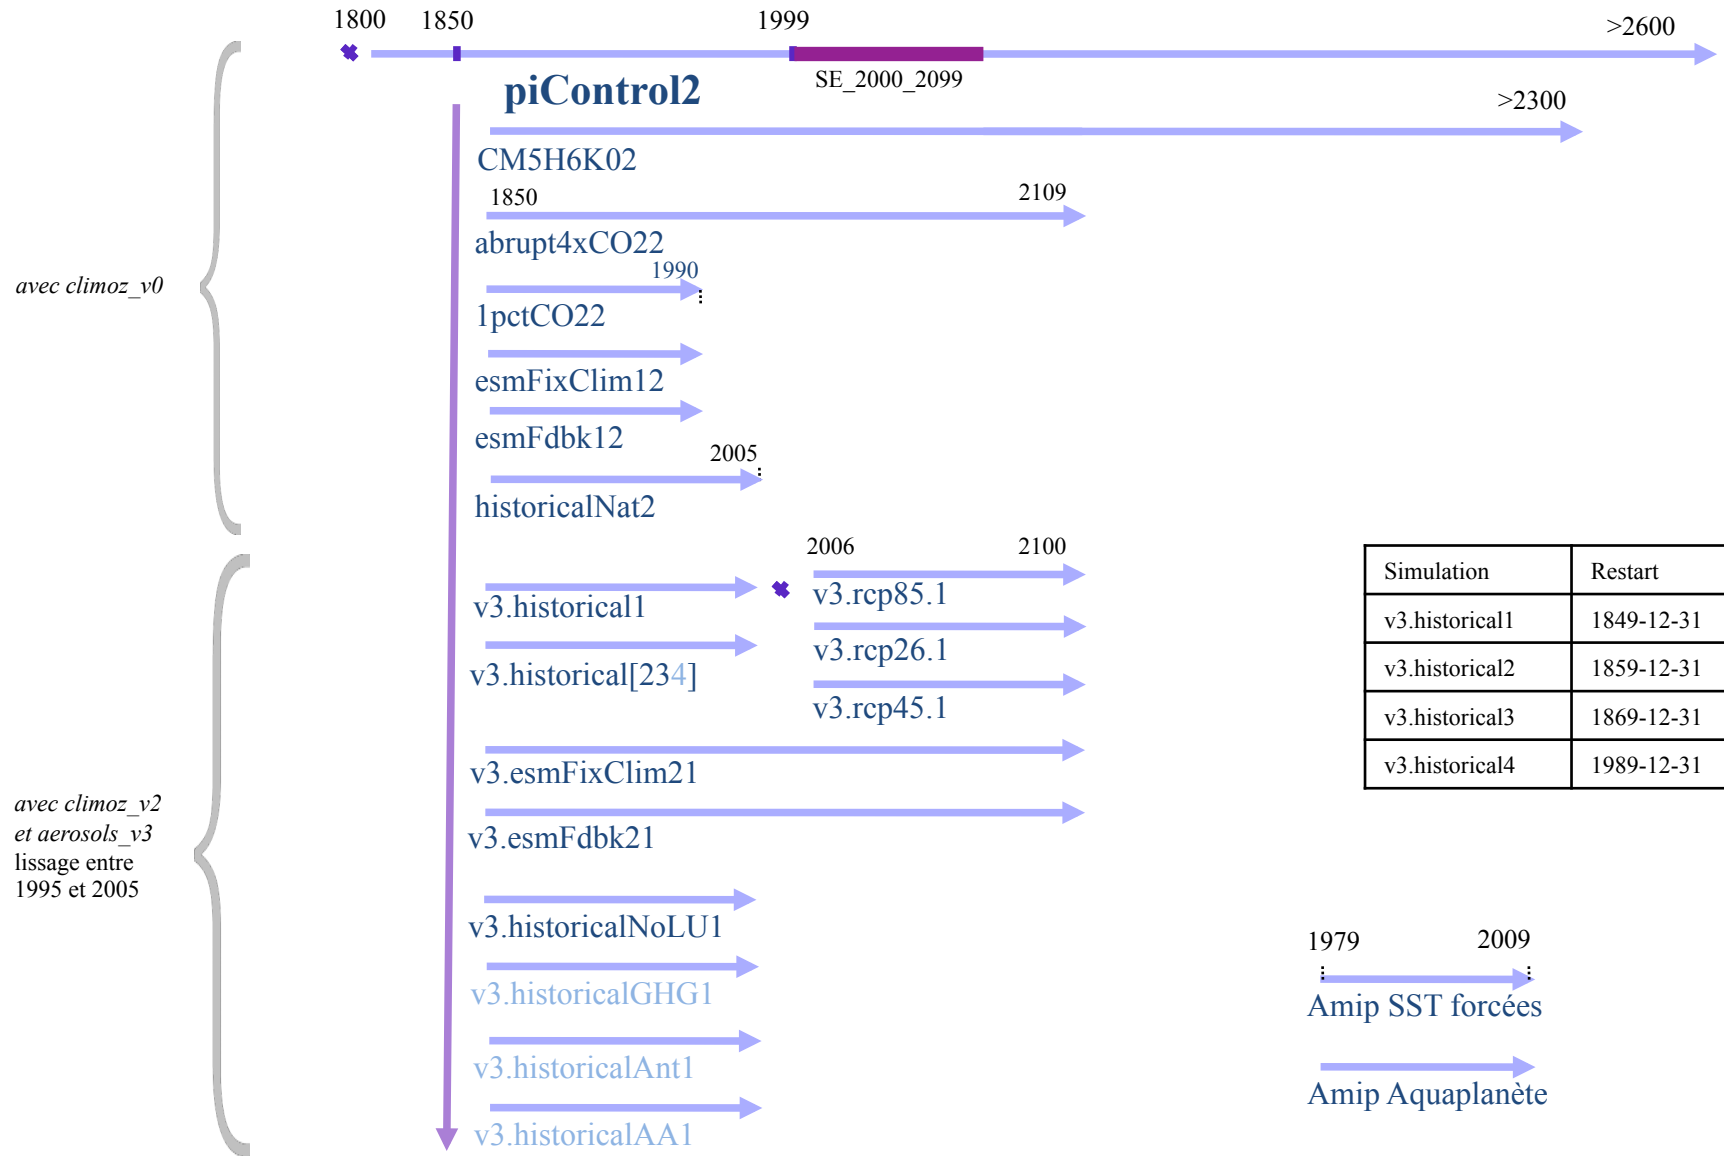 1800 1850 1999 >2600
SE_2000_2099
piControl2
>2300
CM5H6K02
1850 2109
abrupt4xCO22
1990
avec climoz_v0
1pctCO22
esmFixClim12
esmFdbk12
2005
historicalNat2
2006 2100
v3.historical1
v3.rcp85.1
v3.rcp26.1
v3.historical[234]
v3.rcp45.1
Simulation Restart
v3.historical1 1849-12-31
v3.historical2 1859-12-31
v3.historical3 1869-12-31
v3.historical4 1989-12-31
v3.esmFixClim21
avec climoz_v2
et aerosols_v3
lissage entre
1995 et 2005
v3.esmFdbk21
v3.historicalNoLU1
v3.historicalGHG1
v3.historicalAnt1
v3.historicalAA1
1979 2009
Amip SST forcées
Amip Aquaplanète